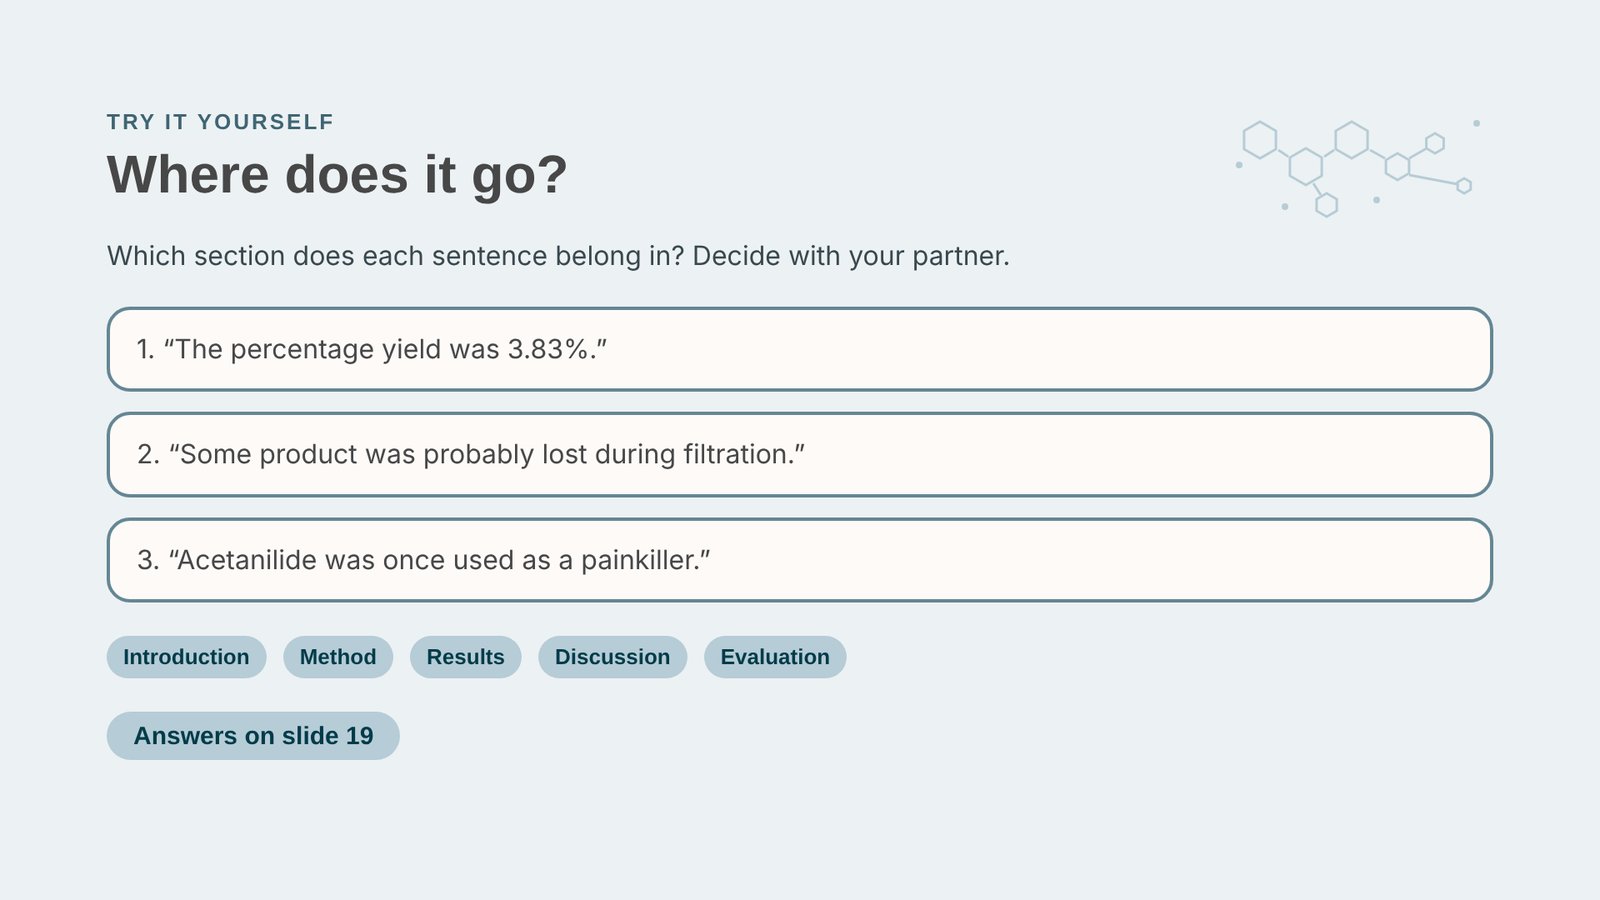 TRY IT YOURSELF
Where does it go?
Which section does each sentence belong in? Decide with your partner.
1. “The percentage yield was 3.83%.”
2. “Some product was probably lost during filtration.”
3. “Acetanilide was once used as a painkiller.”
Introduction Method Results Discussion Evaluation
Answers on slide 19